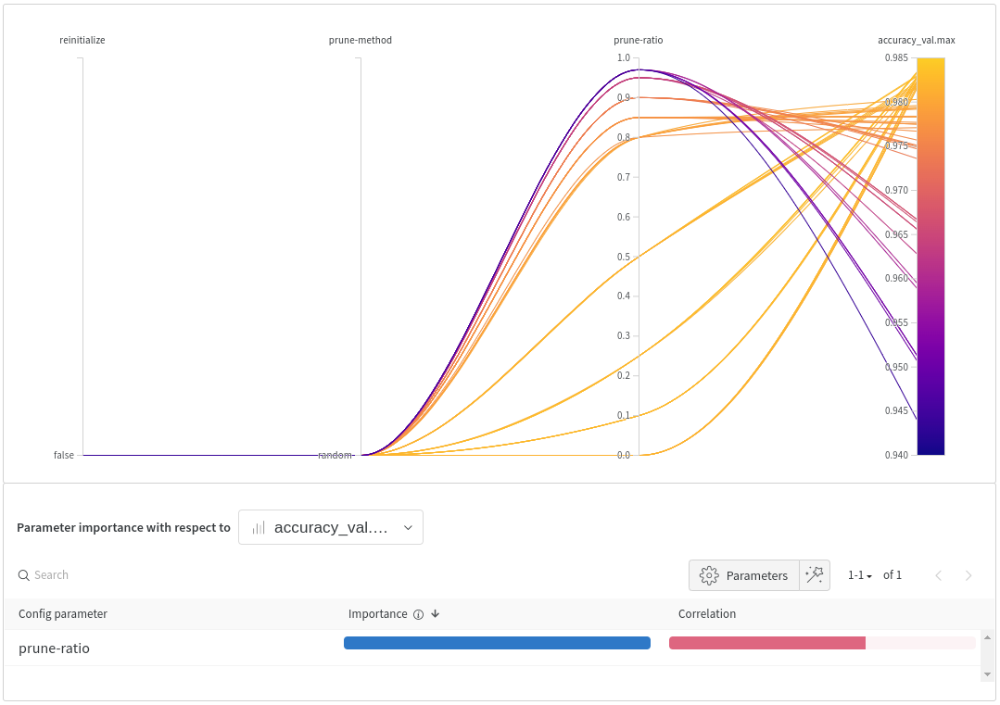 reinitialize prune-method prune-ratio accuracy_val.max
1.0 0.985
0.9 0.980
0.8 0.975
0.7 0.970
0.6 0.965
0.5 0.960
0.4 0.955
0.3 0.950
0.2 0.945
0.1
false random 0.0 0.940
Parameter importance with respect to accuracy_val....
Search Parameters 1-1 of 1
Config parameter Importance Correlation
prune-ratio